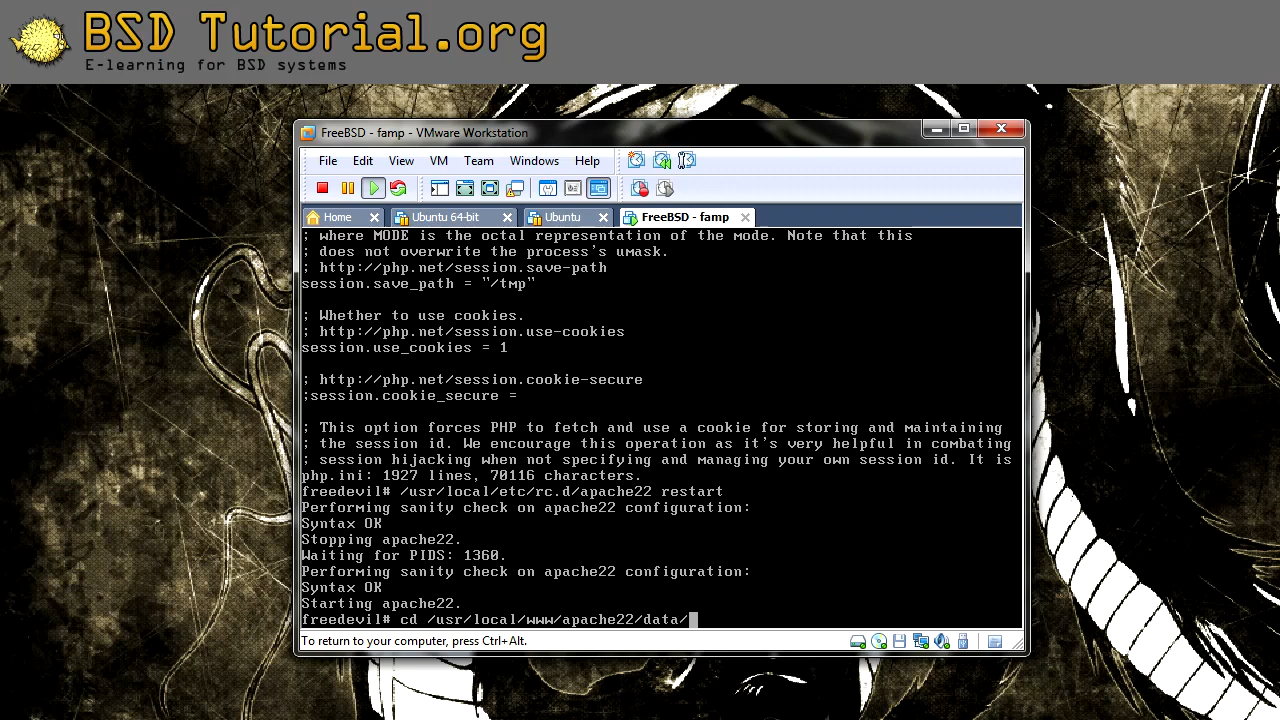 BSD Tutorial.org
E-learning for BSD systems
FreeBSD - famp - VMware Workstation
File Edit View VM Team Windows Help
Home Ubuntu 64-bit Ubuntu FreeBSD - famp
; where MODE is the octal representation of the mode. Note that this
; does not overwrite the process's umask.
; http://php.net/session.save-path
session.save_path = "/tmp"
; Whether to use cookies.
; http://php.net/session.use-cookies
session.use_cookies = 1
; http://php.net/session.cookie-secure
;session.cookie_secure =
; This option forces PHP to fetch and use a cookie for storing and maintaining
; the session id. We encourage this operation as it's very helpful in combating
; session hijacking when not specifying and managing your own session id. It is
php.ini: 1927 lines, 70116 characters.
freedevil# /usr/local/etc/rc.d/apache22 restart
Performing sanity check on apache22 configuration:
Syntax OK
Stopping apache22.
Waiting for PIDS: 1360.
Performing sanity check on apache22 configuration:
Syntax OK
Starting apache22.
freedevil# cd /usr/local/www/apache22/data/
To return to your computer, press Ctrl+Alt.